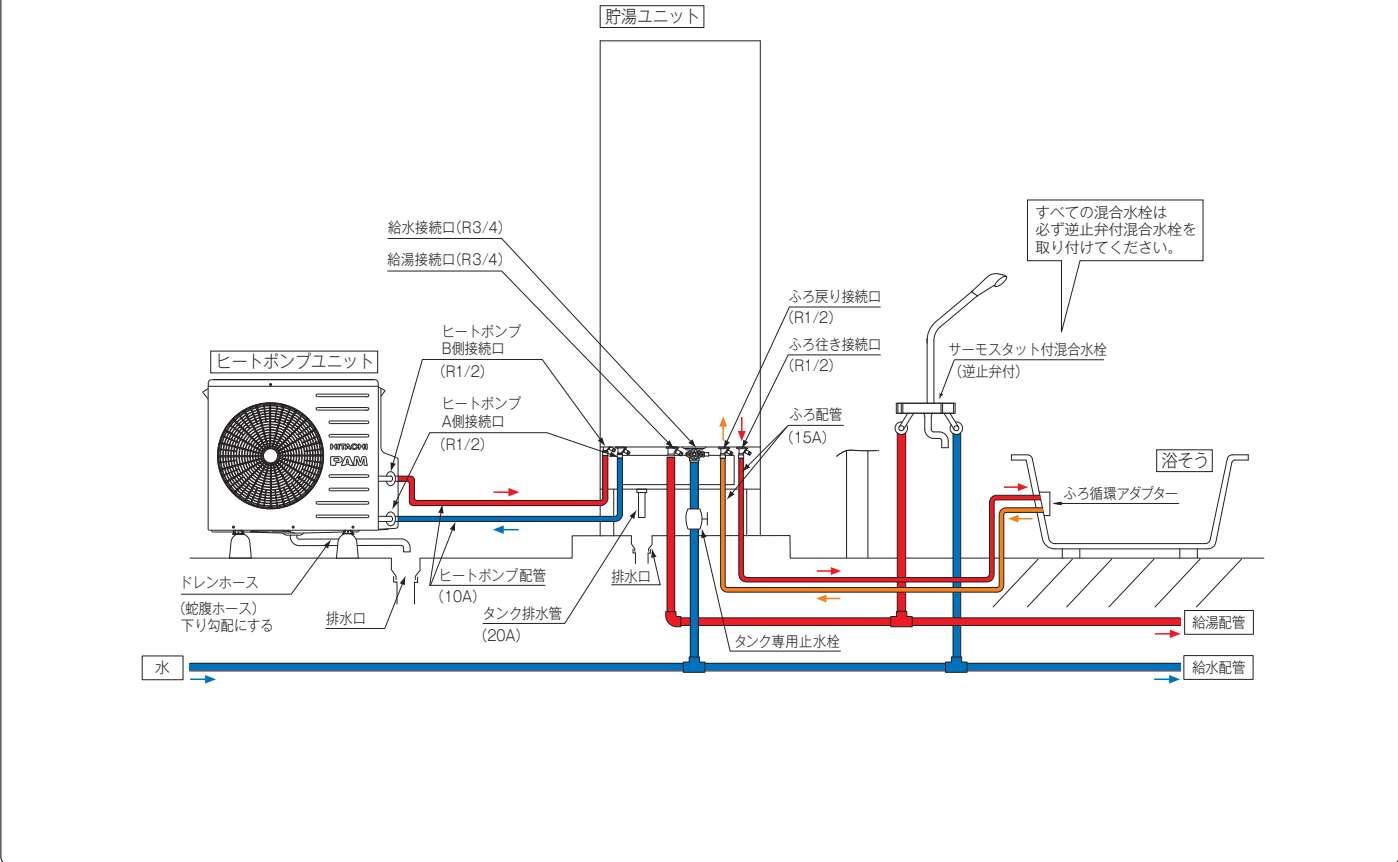 貯湯ユニット
給水接続口(R3/4)
給湯接続口(R3/4)
すべての混合水栓は
必ず逆止弁付混合水栓を
取り付けてください。
ふろ戻り接続口
(R1/2)
ふろ往き接続口
(R1/2)
ヒートポンプ
B側接続口
(R1/2)
ヒートポンプ
A側接続口
(R1/2)
ヒートポンプユニット
サーモスタット付混合水栓
(逆止弁付)
ふろ配管
(15A)
HITACHI
PAM
浴そう
ふろ循環アダプター
ドレンホース
(蛇腹ホース)
下り勾配にする
排水口
ヒートポンプ配管
(10A)
タンク排水管
(20A)
排水口
タンク専用止水栓
給湯配管
水
給水配管